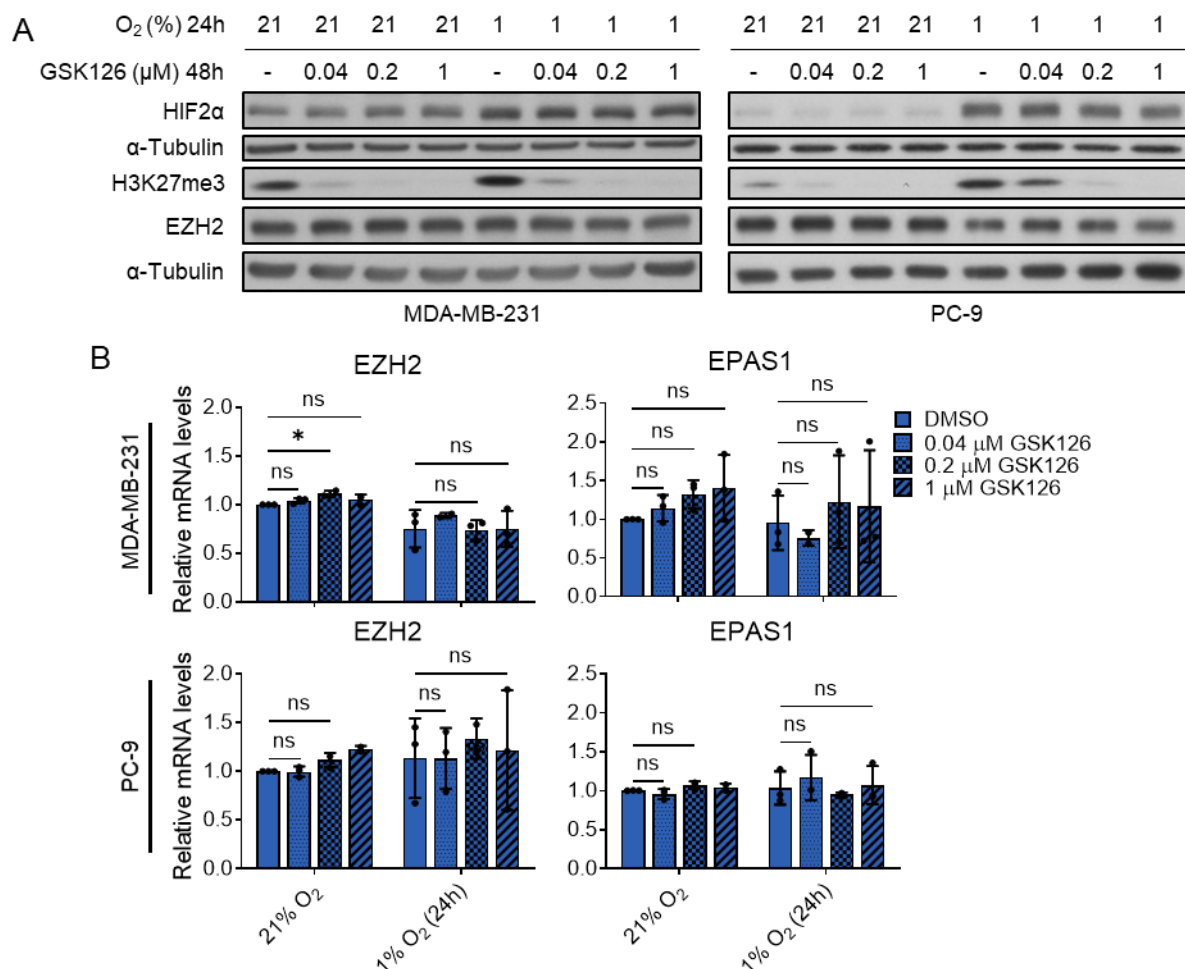 A
O2 (%) 24h 21 21 21 21 1 1 1 1 21 21 21 21 1 1 1 1
GSK126 (μM) 48h - 0.04 0.2 1 - 0.04 0.2 1 - 0.04 0.2 1 - 0.04 0.2 1
HIF2α
α-Tubulin
H3K27me3
EZH2
α-Tubulin
MDA-MB-231 PC-9
B
EZH2 EPAS1
MDA-MB-231
Relative mRNA levels
2.0
1.5
1.0
0.5
0.0
ns
*
ns
ns
ns
2.5
2.0
1.5
1.0
0.5
0.0
ns
ns
ns
ns
ns
ns
DMSO
0.04 μM GSK126
0.2 μM GSK126
1 μM GSK126
EZH2 EPAS1
PC-9
Relative mRNA levels
2.0
1.5
1.0
0.5
0.0
ns
ns
ns
ns
2.5
2.0
1.5
1.0
0.5
0.0
ns
ns
ns
ns
21% O2
1% O2 (24h)
21% O2
1% O2 (24h)